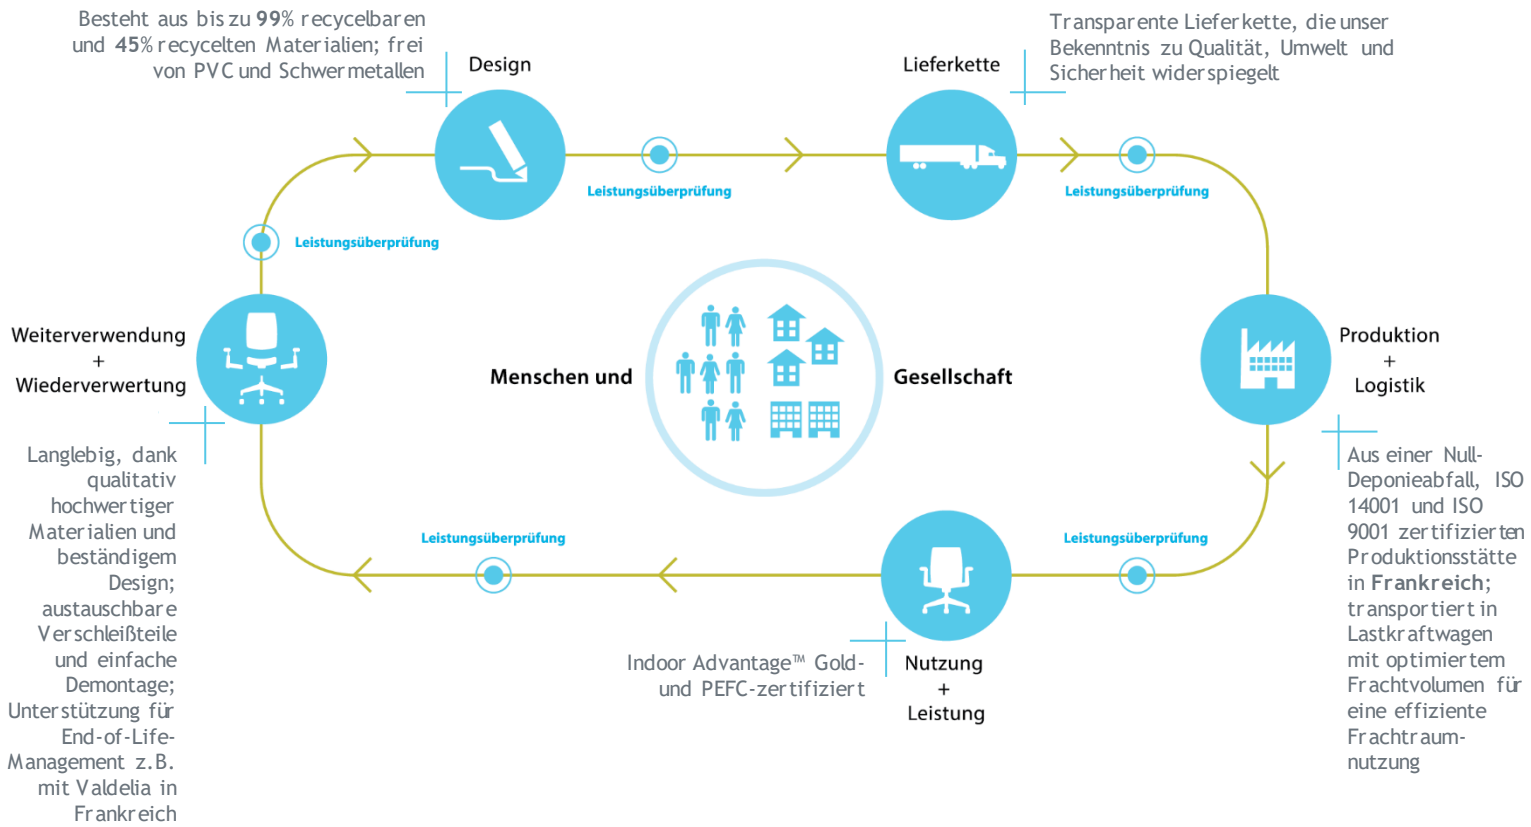 Besteht aus bis zu 99% recycelbaren
und 45% recycelten Materialien; frei
von PVC und Schwermetallen
Design
Lieferkette
Transparente Lieferkette, die unser
Bekenntnis zu Qualität, Umwelt und
Sicherheit widerspiegelt
Leistungsüberprüfung
Leistungsüberprüfung
Leistungsüberprüfung
Weiterverwendung
+
Wiederverwertung
Menschen und
Gesellschaft
Produktion
+
Logistik
Langlebig, dank
qualitativ
hochwertiger
Materialien und
beständigem
Design;
austauschbare
Verschleißteile
und einfache
Demontage;
Unterstützung für
End-of-Life-
Management z.B.
mit Valdelia in
Frankreich
Aus einer Null-
Deponieabfall, ISO
14001 und ISO
9001 zertifizierten
Produktionsstätte
in Frankreich;
transportiert in
Lastkraftwagen
mit optimiertem
Frachtvolumen für
eine effiziente
Frachtraum-
nutzung
Leistungsüberprüfung
Leistungsüberprüfung
Indoor Advantage™ Gold-
und PEFC-zertifiziert
Nutzung
+
Leistung